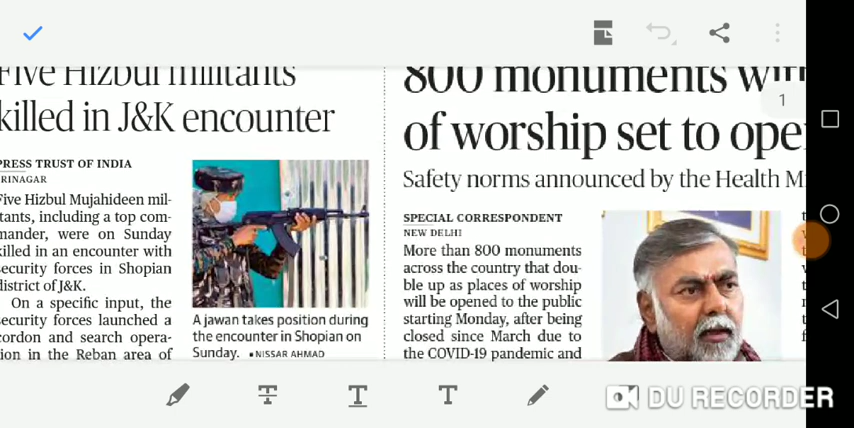 1
Five Hizbul militants
killed in J&K encounter
PRESS TRUST OF INDIA
RINAGAR
Five Hizbul Mujahideen mil-
tants, including a top com-
mander, were on Sunday
killed in an encounter with
security forces in Shopian
district of J&K.
On a specific input, the
security forces launched a
cordon and search opera-
ion in the Reban area of
A jawan takes position during
the encounter in Shopian on
Sunday. ■ NISSAR AHMAD
800 monuments with
of worship set to open
Safety norms announced by the Health M
SPECIAL CORRESPONDENT
NEW DELHI
More than 800 monuments
across the country that dou-
ble up as places of worship
will be opened to the public
starting Monday, after being
closed since March due to
the COVID-19 pandemic and
T
T
T
DU RECORDER